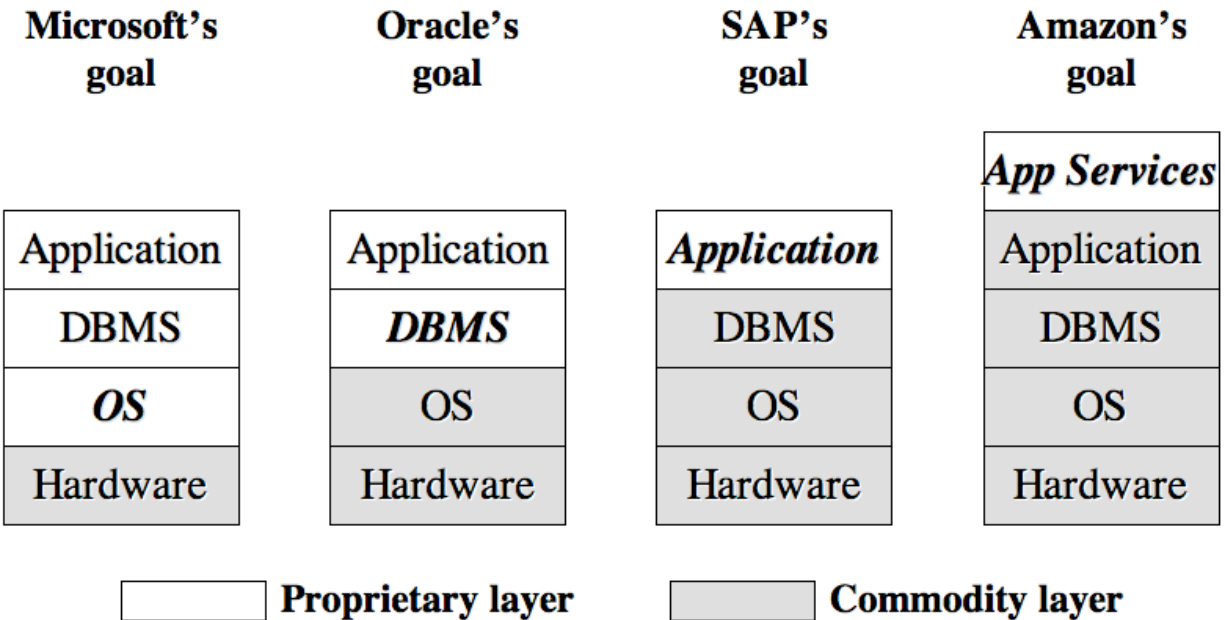 Microsoft's
goal
Oracle's
goal
SAP's
goal
Amazon's
goal
Application
DBMS
OS
Hardware
Application
DBMS
OS
Hardware
Application
DBMS
OS
Hardware
App Services
Application
DBMS
OS
Hardware
Proprietary layer
Commodity layer